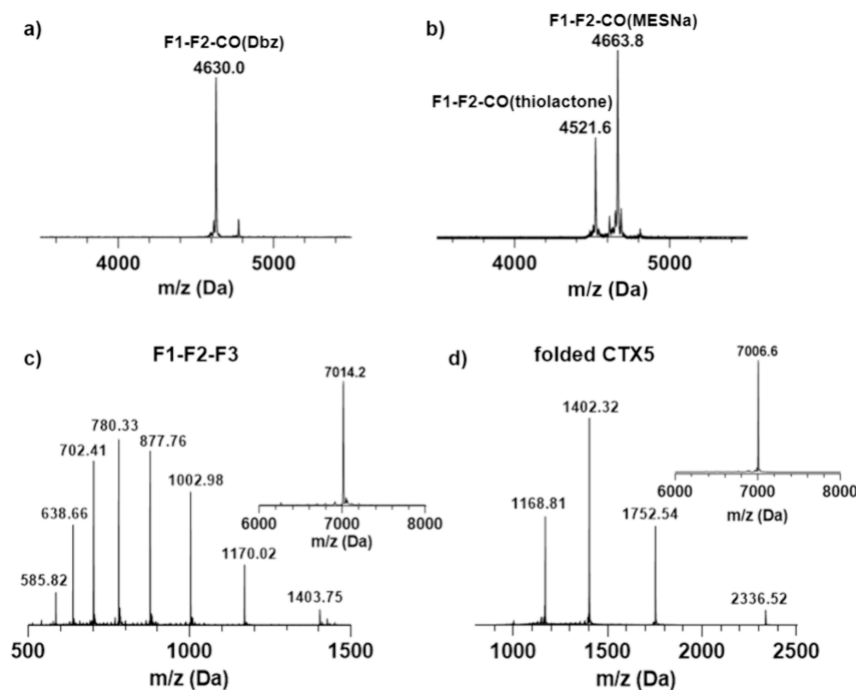 a)
F1-F2-CO(Dbz)
4630.0
4000 5000
m/z (Da)
b)
F1-F2-CO(MESNa)
4663.8
F1-F2-CO(thiolactone)
4521.6
4000 5000
m/z (Da)
c)
F1-F2-F3
7014.2
780.33
877.76
702.41
1002.98
638.66
6000 7000 8000
m/z (Da)
1170.02
585.82
1403.75
500 1000 1500
m/z (Da)
d)
folded CTX5
7006.6
1402.32
6000 7000 8000
m/z (Da)
1168.81
1752.54
2336.52
1000 1500 2000 2500
m/z (Da)